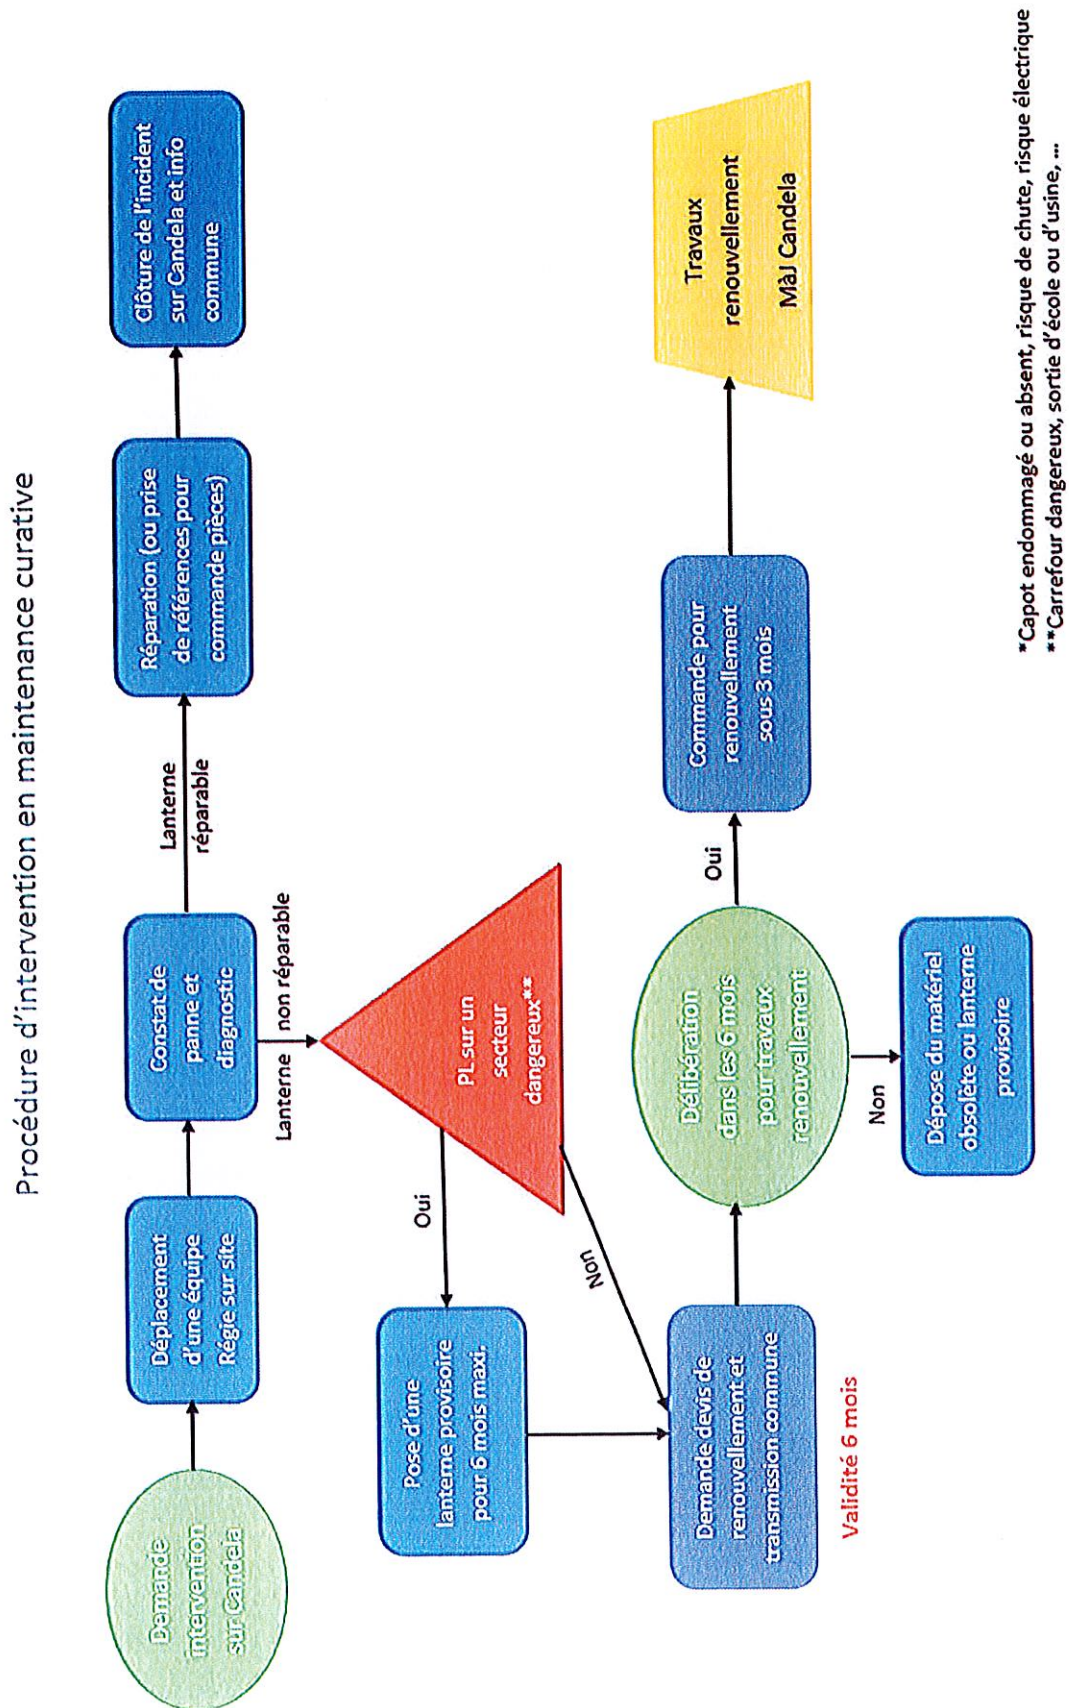 Procédure d'intervention en maintenance curative
Demande
intervention
sur Candela
Déplacement
d'une équipe
Régie sur site
Constat de
panne et
diagnostic
Lanterne
réparable
Réparation (ou prise
de références pour
commande pièces)
Clôture de l'incident
sur Candela et info
commune
Lanterne non réparable
PL sur un
secteur
dangereux**
Oui
Non
Pose d'une
lanterne provisoire
pour 6 mois maxi.
Demande devis de
renouvellement et
transmission commune
Validité 6 mois
Délibération
dans les 6 mois
pour travaux
renouvellement
Oui
Non
Commande pour
renouvellement
sous 3 mois
Travaux
renouvellement
MàJ Candela
Dépose du matériel
obsolète ou lanterne
provisoire
*Capot endommagé ou absent, risque de chute, risque électrique
**Carrefour dangereux, sortie d'école ou d'usine, ...